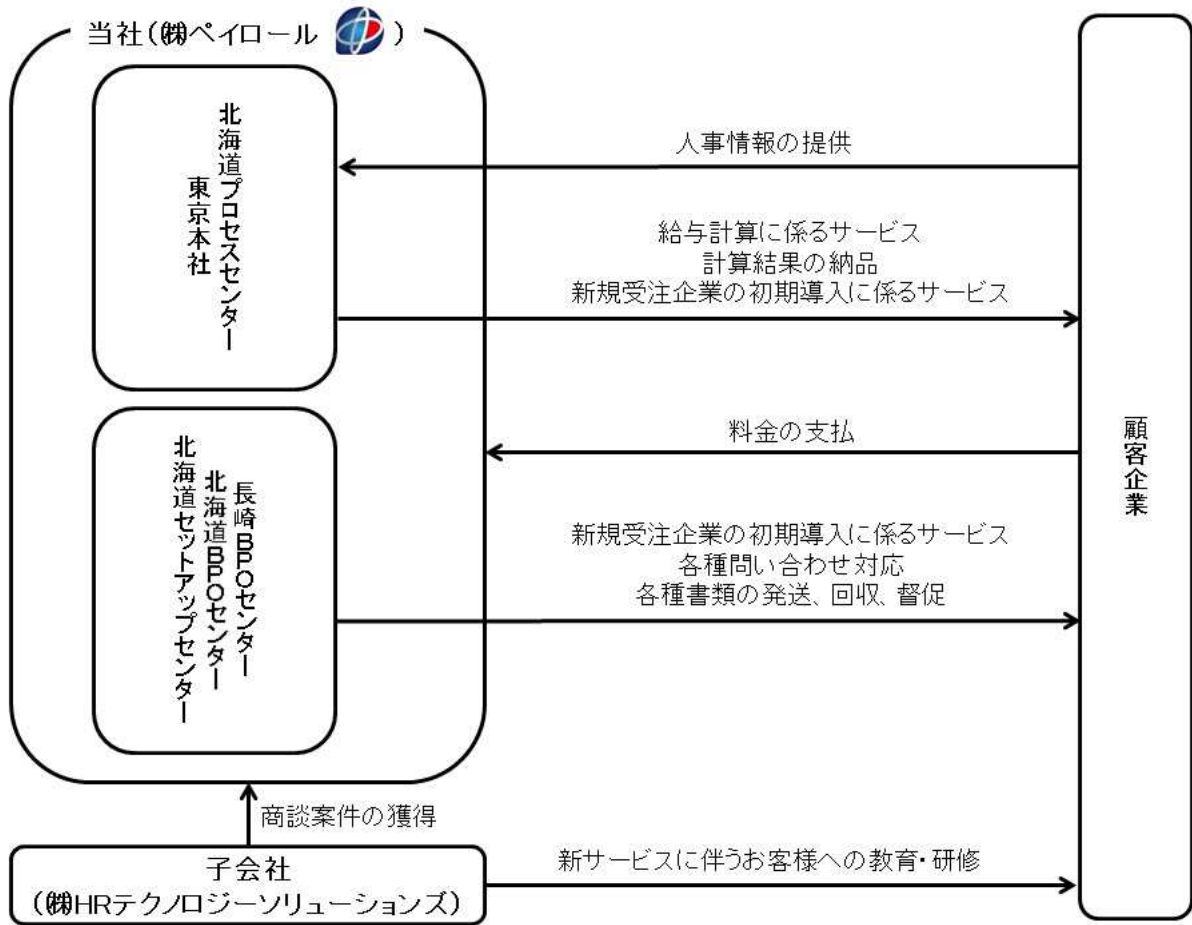 当社(㈱ペイロール )
北海道プロセスセンター
東京本社
人事情報の提供
給与計算に係るサービス
計算結果の納品
新規受注企業の初期導入に係るサービス
料金の支払
長崎BPOセンター
北海道BPOセンター
北海道セットアップセンター
新規受注企業の初期導入に係るサービス
各種問い合わせ対応
各種書類の発送、回収、督促
顧客企業
商談案件の獲得
子会社
(㈱HRテクノロジーソリューションズ)
新サービスに伴うお客様への教育・研修